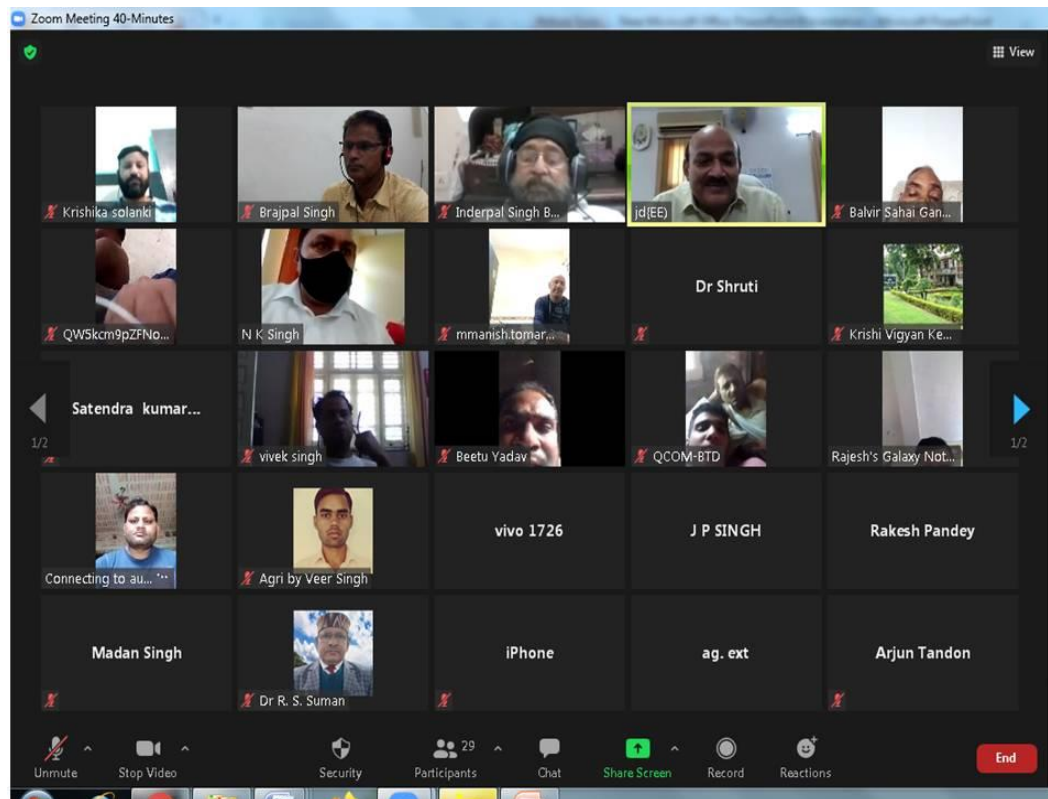 Zoom Meeting 40-Minutes
View
Krishika solanki
Brajpal Singh
Inderpal Singh B...
jd(EE)
Balvir Sahai Gan...
QW5kcm9pZFNo...
N K Singh
mmanish.tomar...
Dr Shruti
Krishi Vigyan Ke...
Satendra kumar...
1/2
vivek singh
Beetu Yadav
QCOM-BTD
Rajesh's Galaxy Not...
1/2
Connecting to au...
Agri by Veer Singh
vivo 1726
J P SINGH
Rakesh Pandey
Madan Singh
Dr R. S. Suman
iPhone
ag. ext
Arjun Tandon
Unmute
Stop Video
Security
29
Participants
Chat
Share Screen
Record
Reactions
End